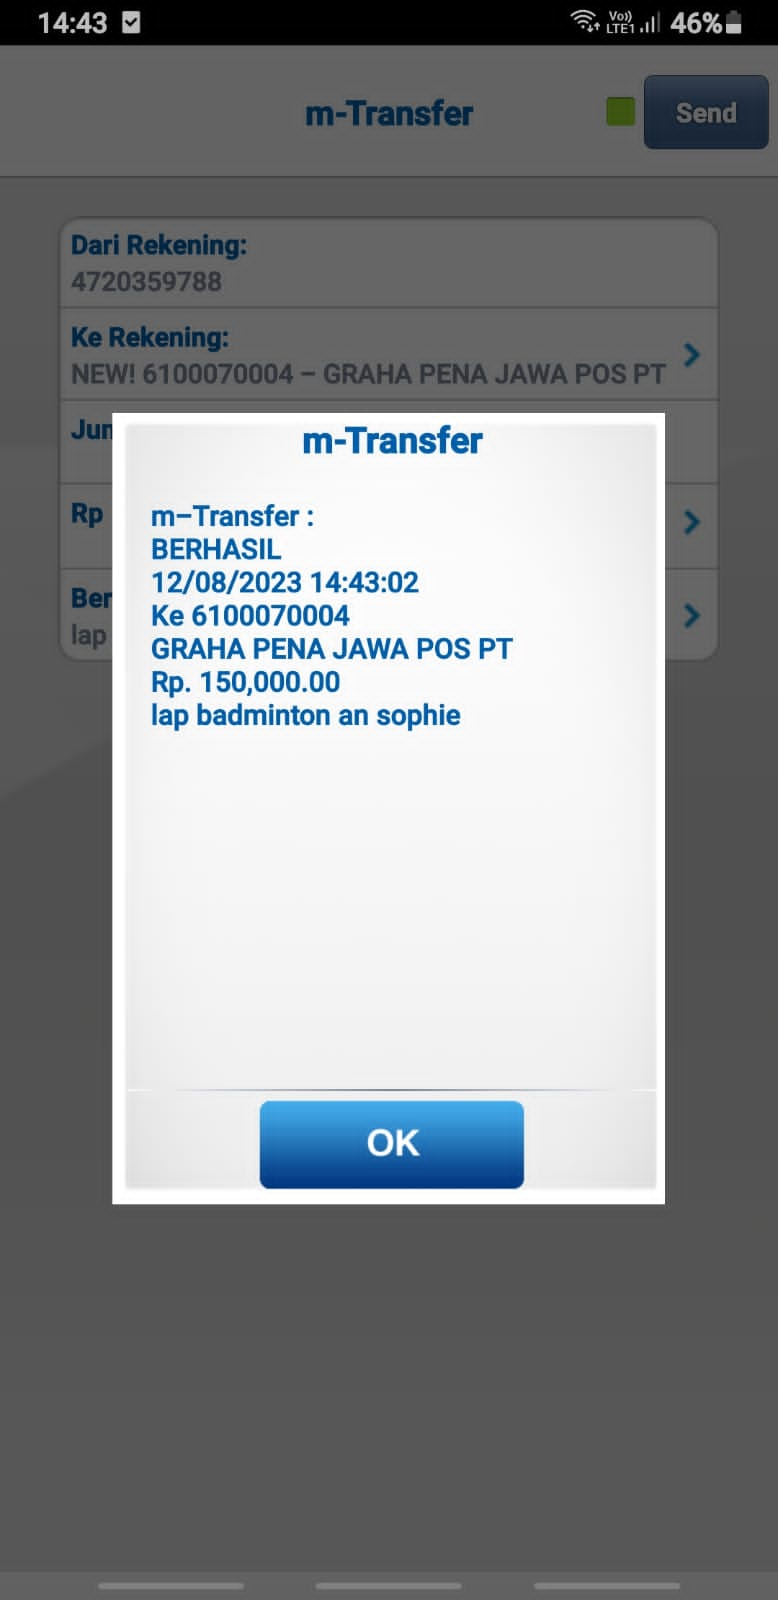 14:43
Vo))
LTE1
46%
m-Transfer
Send
Dari Rekening:
4720359788
Ke Rekening:
NEW! 6100070004 – GRAHA PENA JAWA POS PT
Jun
Rp
Ber
lap
m-Transfer
m–Transfer :
BERHASIL
12/08/2023 14:43:02
Ke 6100070004
GRAHA PENA JAWA POS PT
Rp. 150,000.00
lap badminton an sophie
OK